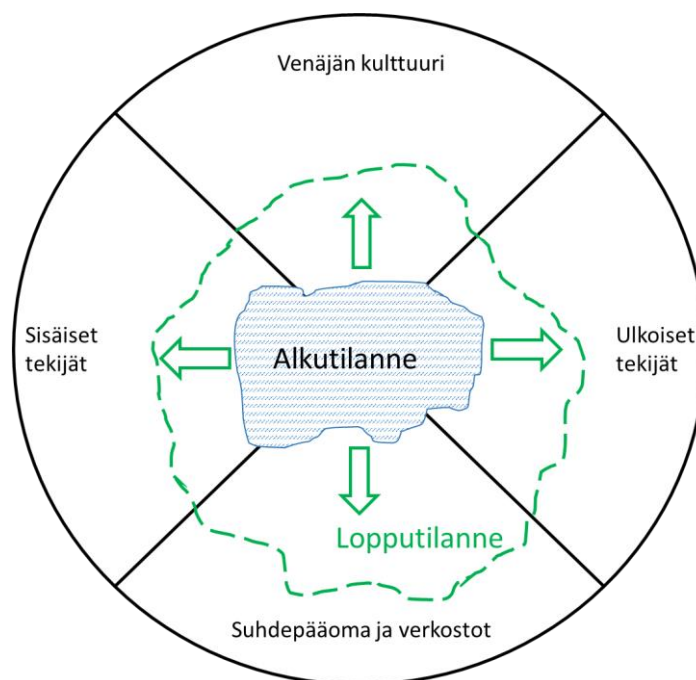 Venäjän kulttuuri
Sisäiset
tekijät
Alkutilanne
Ulkoiset
tekijät
Lopputilanne
Suhdepääoma ja verkostot